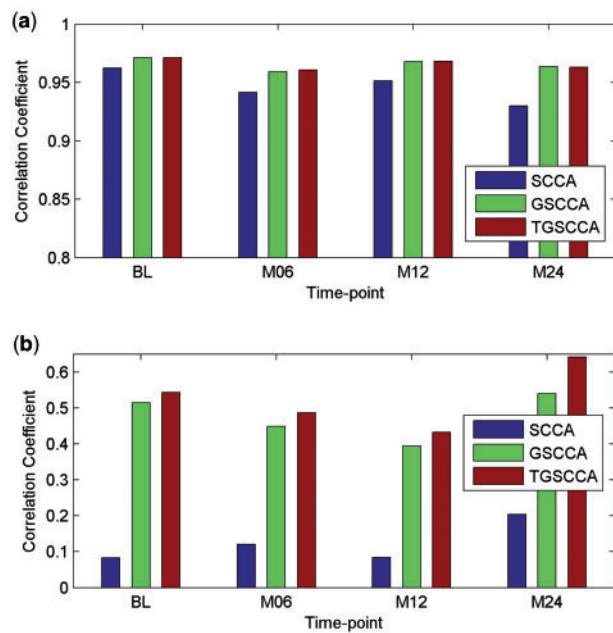 (a)
1
0.95
0.9
0.85
0.8
Correlation Coefficient
SCCA
GSCCA
TGSCCA
BL M06 M12 M24
Time-point
(b)
0.6
0.5
0.4
0.3
0.2
0.1
0
Correlation Coefficient
SCCA
GSCCA
TGSCCA
BL M06 M12 M24
Time-point